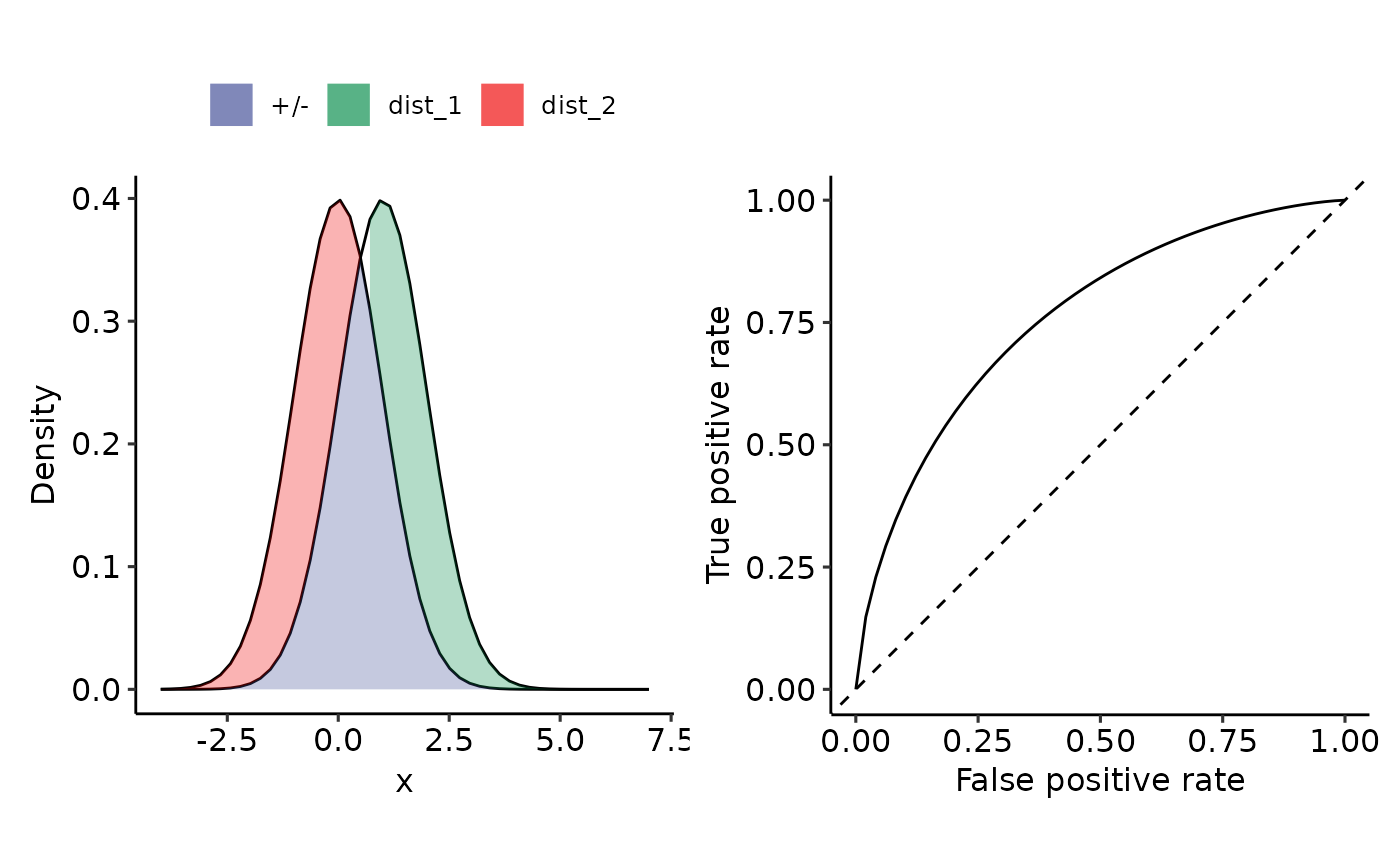 +/- dist_1 dist_2
0.4
0.3
0.2
0.1
0.0
Density
-2.5 0.0 2.5 5.0 7.5
x
1.00
0.75
0.50
0.25
0.00
True positive rate
0.00 0.25 0.50 0.75 1.00
False positive rate